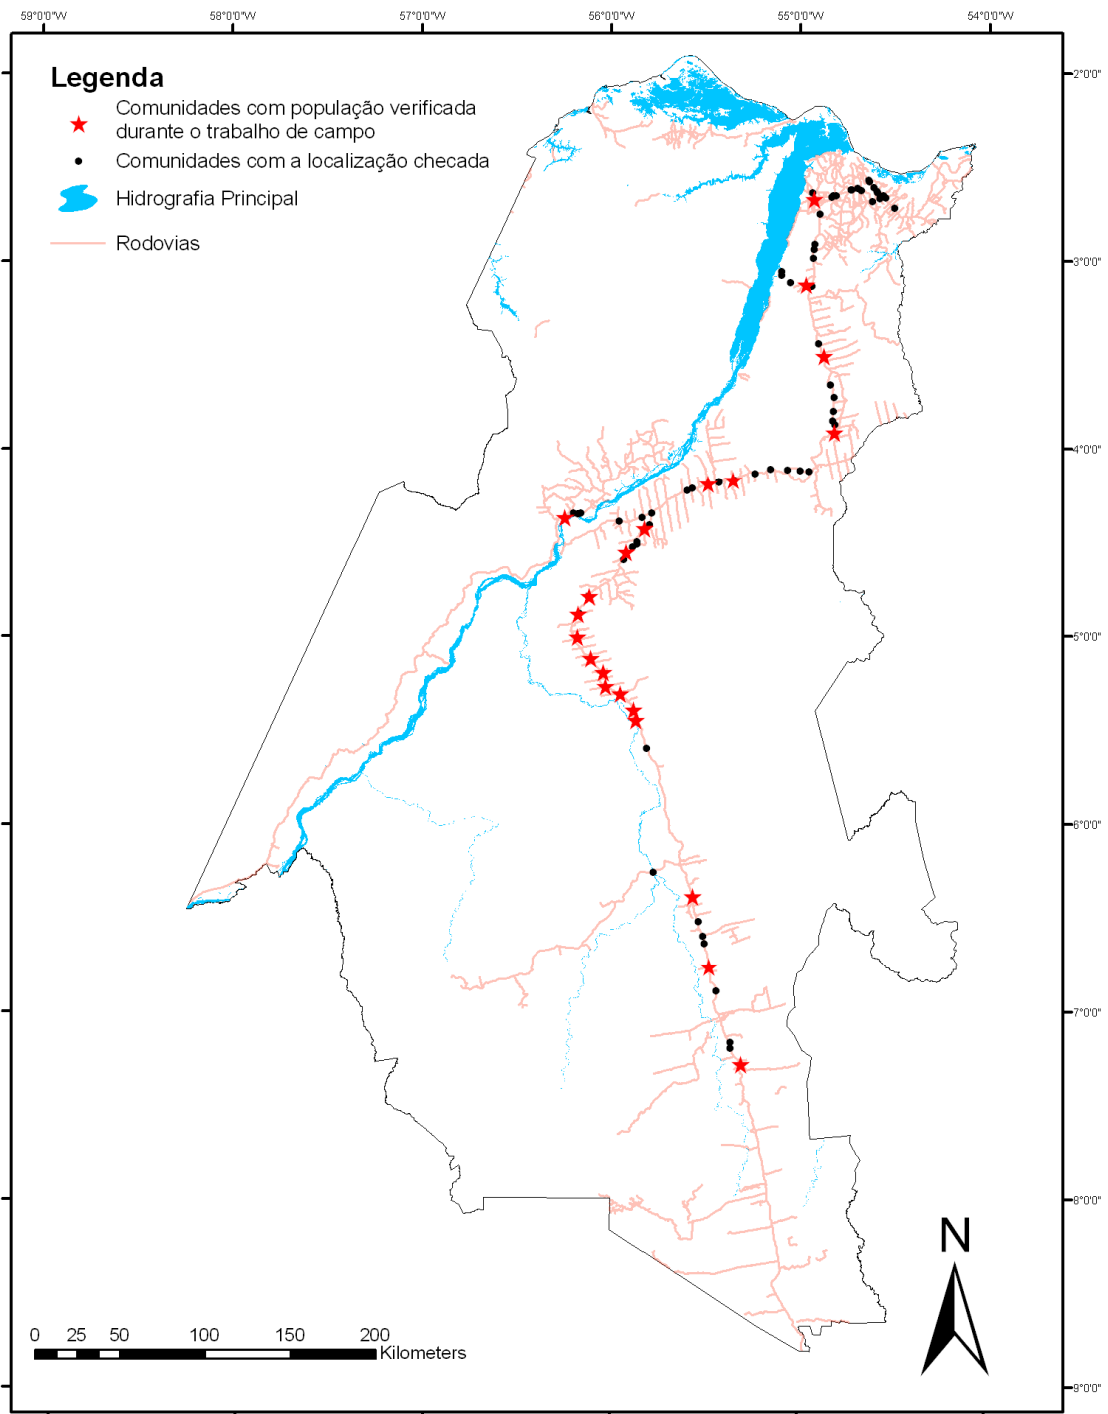 59°0'0"W 58°0'0"W 57°0'0"W 56°0'0"W 55°0'0"W 54°0'0"W
Legenda
Comunidades com população verificada
durante o trabalho de campo
Comunidades com a localização checada
Hidrografia Principal
Rodovias
2°0'0"
3°0'0"
4°0'0"
5°0'0"
6°0'0"
7°0'0"
8°0'0"
9°0'0"
N
0 25 50 100 150 200
Kilometers